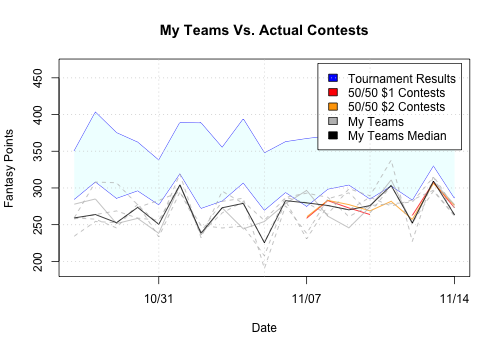 My Teams Vs. Actual Contests
Tournament Results
50/50 $1 Contests
50/50 $2 Contests
My Teams
My Teams Median
Fantasy Points
450
400
350
300
250
200
10/31
11/07
11/14
Date